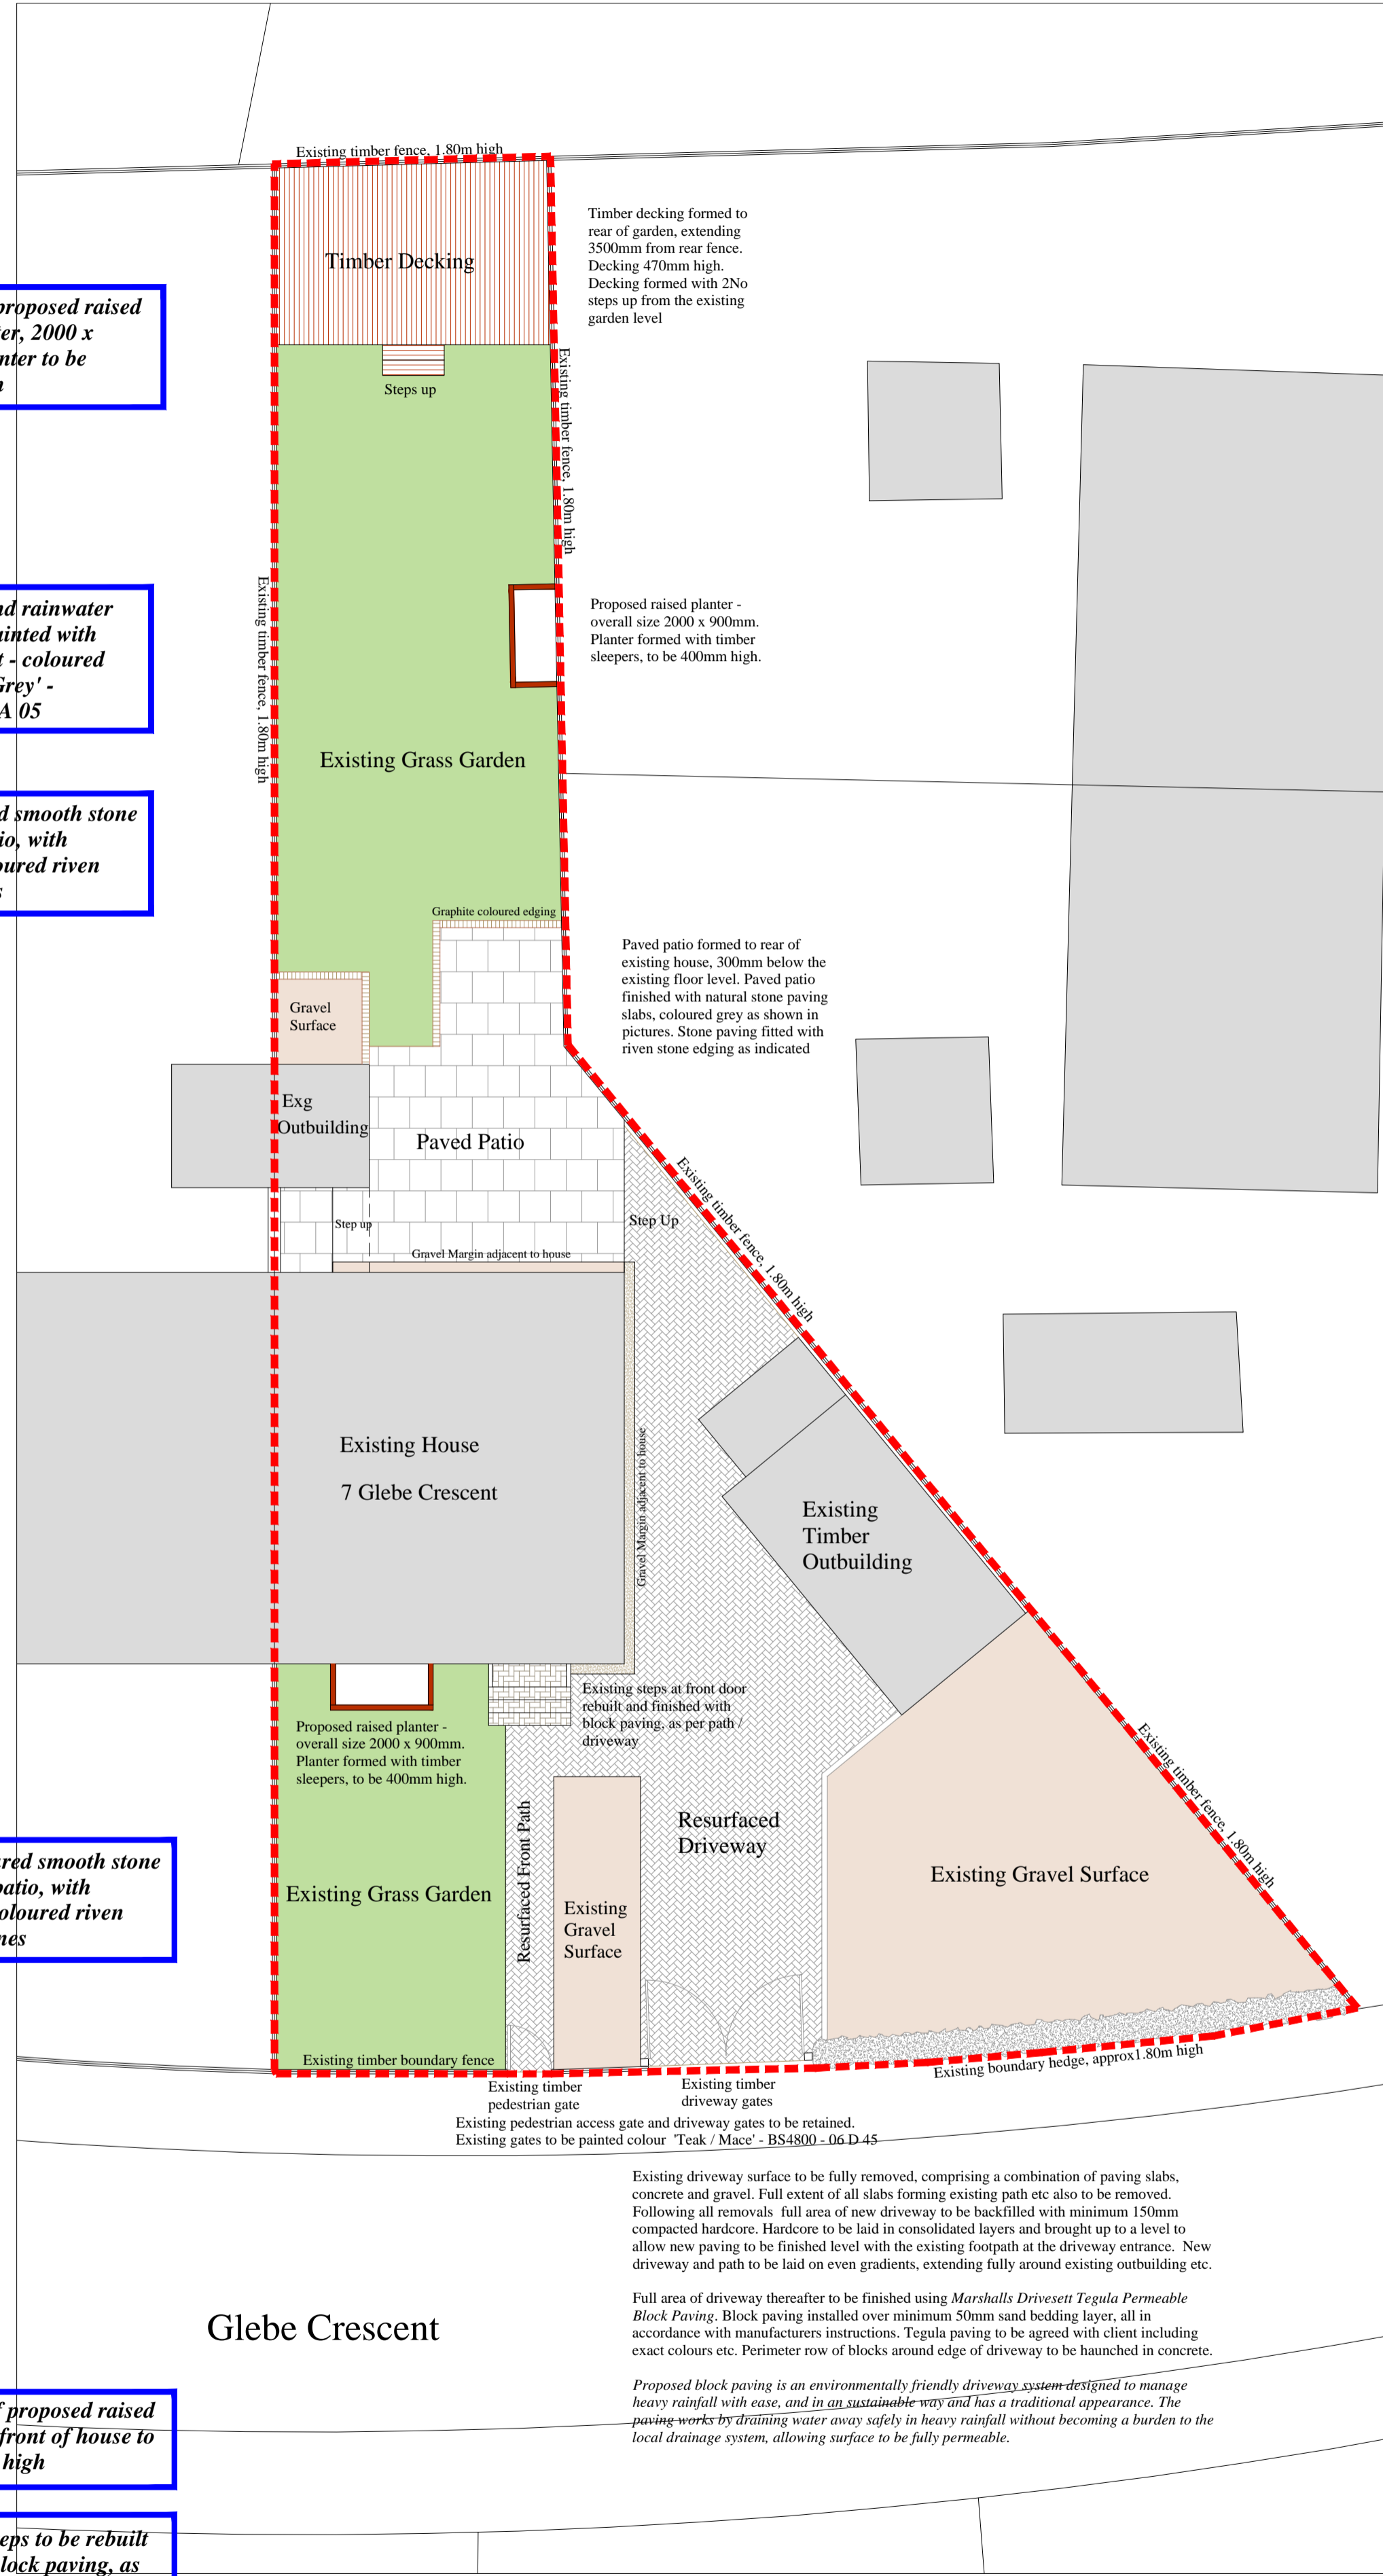 Existing timber fence, 1.80m high
Timber Decking
Timber decking formed to
rear of garden, extending
3500mm from rear fence.
Decking 470mm high.
Decking formed with 2No
steps up from the existing
garden level
proposed raised
2000 x
to be
Steps up
Existing timber fence, 1.80m high
Existing timber fence, 1.80m high
Proposed raised planter -
overall size 2000 x 900mm.
Planter formed with timber
sleepers, to be 400mm high.
rainwater
with
- coloured
Grey' -
A 05
Existing Grass Garden
smooth stone
with
riven
Graphite coloured edging
Paved patio formed to rear of
existing house, 300mm below the
existing floor level. Paved patio
finished with natural stone paving
slabs, coloured grey as shown in
pictures. Stone paving fitted with
riven stone edging as indicated
Gravel
Surface
Exg
Outbuilding
Paved Patio
Existing timber fence, 1.80m high
Step up
Step Up
Gravel Margin adjacent to house
Existing House
7 Glebe Crescent
Gravel Margin adjacent to house
Existing
Timber
Outbuilding
Existing steps at front door
rebuilt and finished with
block paving, as per path /
driveway
Proposed raised planter -
overall size 2000 x 900mm.
Planter formed with timber
sleepers, to be 400mm high.
Existing timber fence, 1.80m high
Resurfaced Front Path
Resurfaced
Driveway
smooth stone
patio, with
coloured riven
Existing Gravel Surface
Existing Grass Garden
Existing
Gravel
Surface
Existing timber boundary fence
Existing boundary hedge, approx1.80m high
Existing timber
pedestrian gate
Existing timber
driveway gates
Existing pedestrian access gate and driveway gates to be retained.
Existing gates to be painted colour 'Teak / Mace' - BS4800 - 06 D 45
Existing driveway surface to be fully removed, comprising a combination of paving slabs,
concrete and gravel. Full extent of all slabs forming existing path etc also to be removed.
Following all removals full area of new driveway to be backfilled with minimum 150mm
compacted hardcore. Hardcore to be laid in consolidated layers and brought up to a level to
allow new paving to be finished level with the existing footpath at the driveway entrance. New
driveway and path to be laid on even gradients, extending fully around existing outbuilding etc.
Full area of driveway thereafter to be finished using Marshalls Drivesett Tegula Permeable
Block Paving. Block paving installed over minimum 50mm sand bedding layer, all in
accordance with manufacturers instructions. Tegula paving to be agreed with client including
exact colours etc. Perimeter row of blocks around edge of driveway to be haunched in concrete.
Glebe Crescent
Proposed block paving is an environmentally friendly driveway system designed to manage
heavy rainfall with ease, and in an sustainable way and has a traditional appearance. The
paving works by draining water away safely in heavy rainfall without becoming a burden to the
local drainage system, allowing surface to be fully permeable.
proposed raised
front of house to
high
to be rebuilt
paving, as